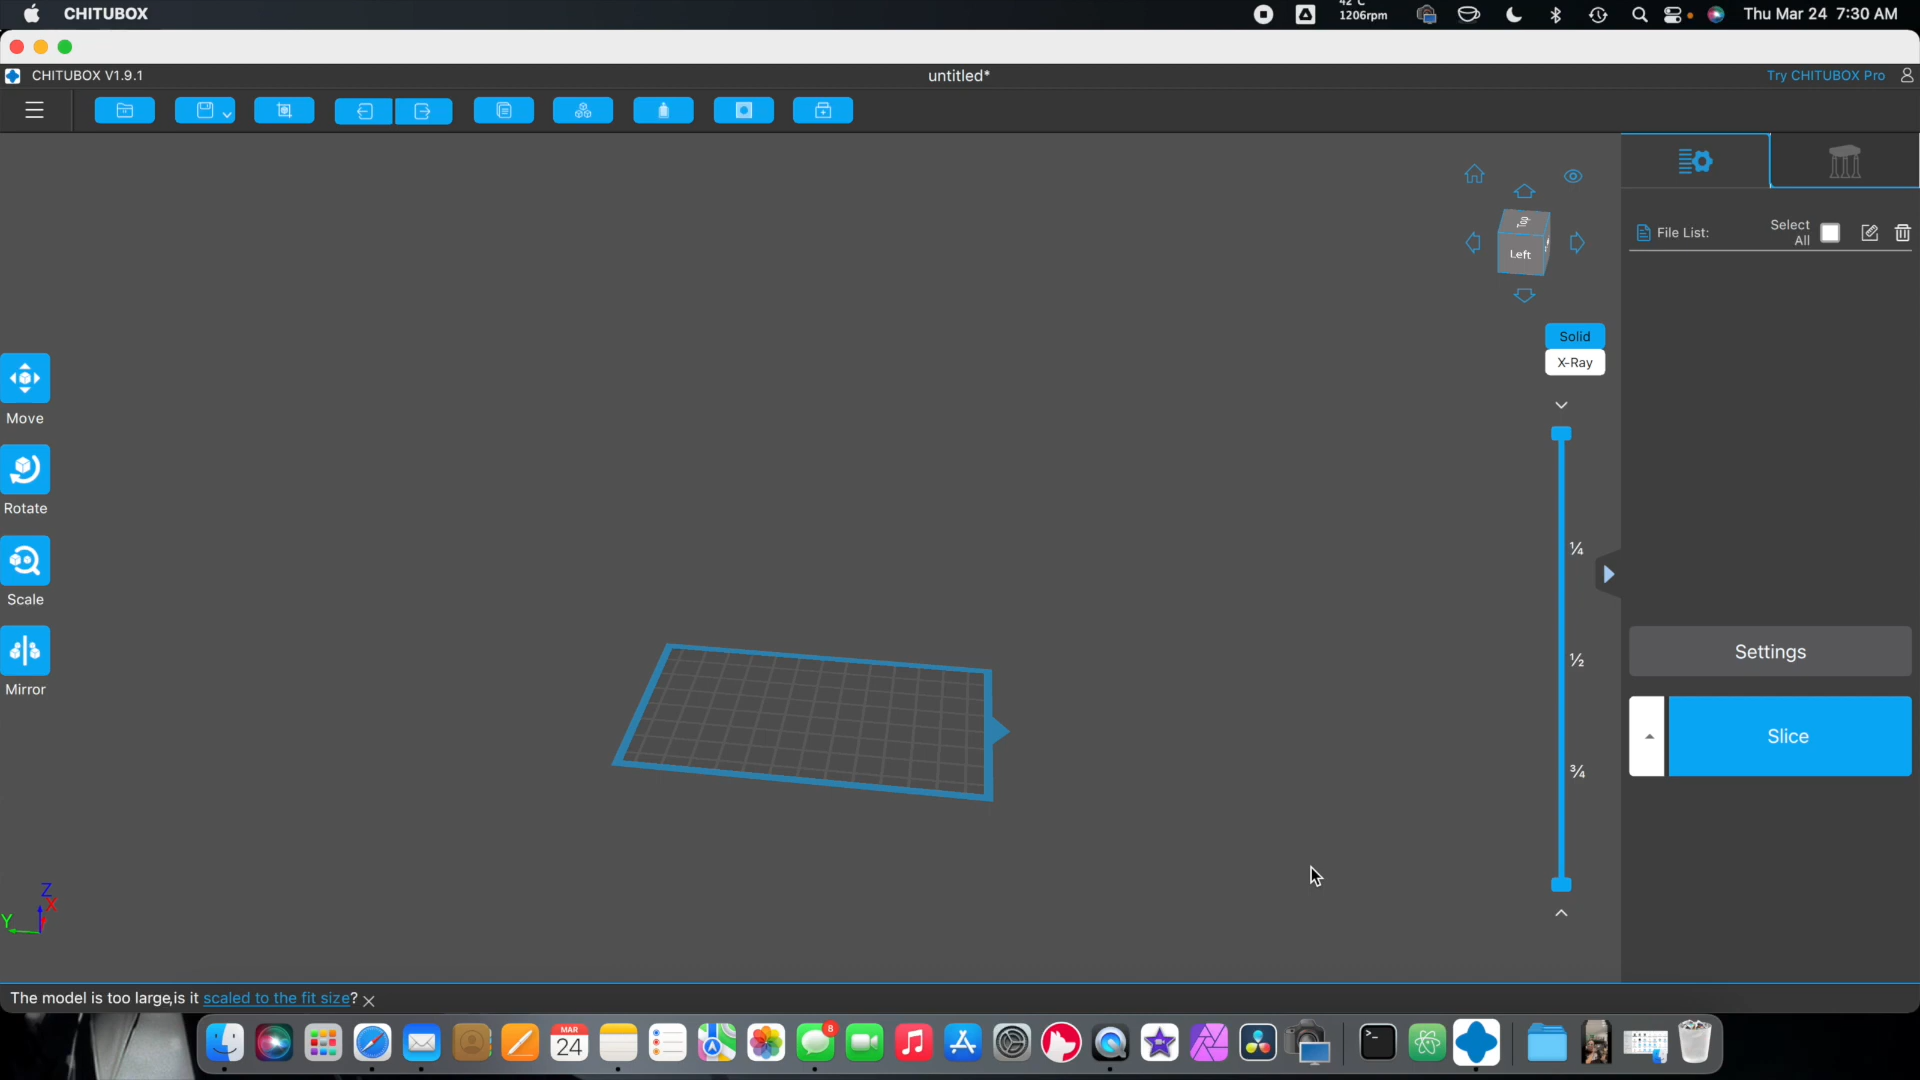 CHITUBOX
42°C
1206rpm
Thu Mar 24 7:30 AM
CHITUBOX V1.9.1
untitled*
Try CHITUBOX Pro
File List:
Select
All
Left
Solid
X-Ray
Move
Rotate
Scale
Mirror
¼
½
¾
Settings
Slice
Z
X
Y
The model is too large,is it scaled to the fit size?
8
MAR
24